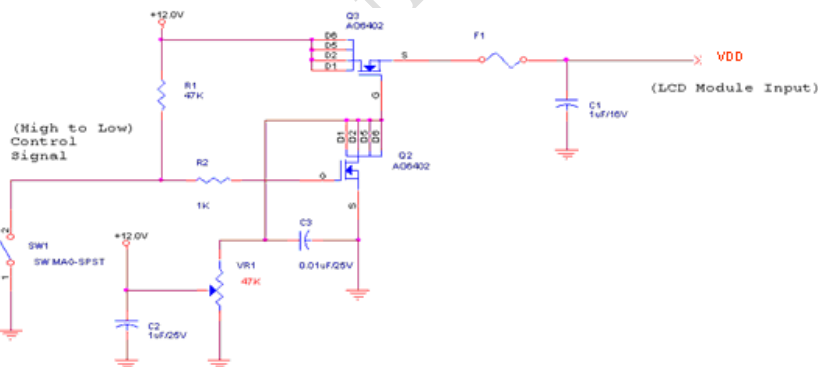 +12.0V
Q3
AO6402
D6
D5
D2
D1
S
G
F1
VDD
(LCD Module Input)
C1
1uF/16V
R1
47K
(High to Low)
Control
Signal
R2
1K
G
D1
D2
D5
D6
Q2
AO6402
S
2
SW1
SW MAG-SPST
1
+12.0V
C3
0.01uF/25V
VR1
47K
C2
1uF/25V